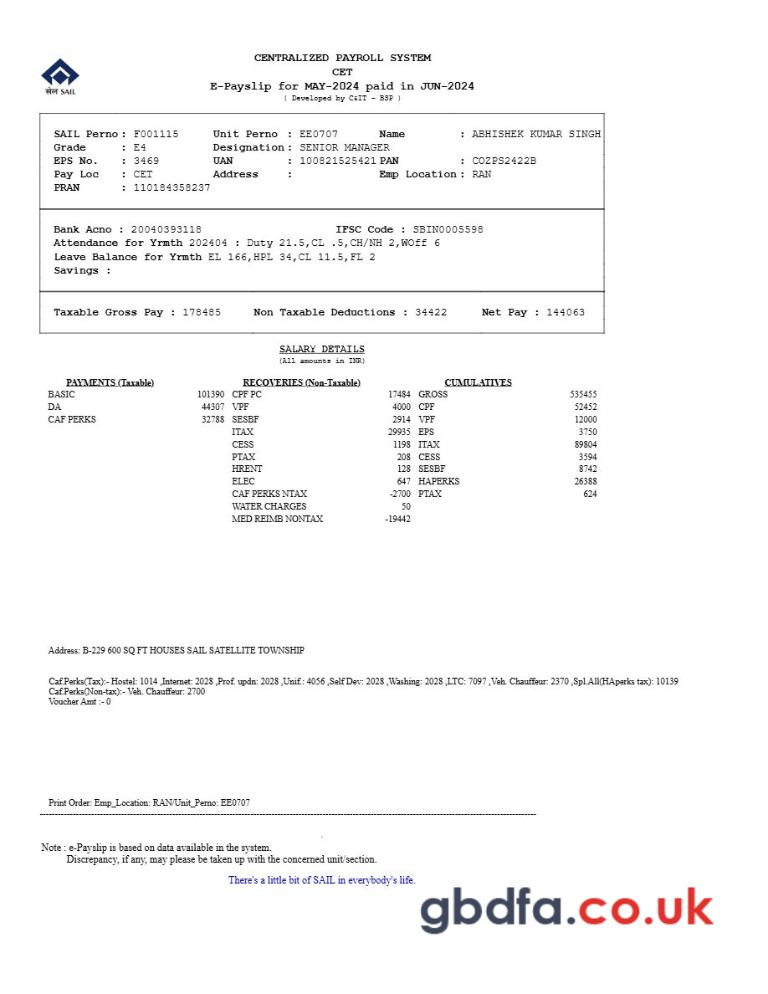 CENTRALIZED PAYROLL SYSTEM
CET
E-Payslip for MAY-2024 paid in JUN-2024
( Developed by C&IT - BSP )
सेल SAIL
SAIL Perno : F001115 Unit Perno : EE0707 Name : ABHISHEK KUMAR SINGH
Grade : E4 Designation : SENIOR MANAGER
EPS No. : 3469 UAN : 100821525421 PAN : COZPS2422B
Pay Loc : CET Address : Emp Location : RAN
PRAN : 110184358237
Bank Acno : 20040393118 IFSC Code : SBIN0005598
Attendance for Yrmth 202404 : Duty 21.5,CL .5,CH/NH 2,WOff 6
Leave Balance for Yrmth EL 166,HPL 34,CL 11.5,FL 2
Savings :
Taxable Gross Pay : 178485 Non Taxable Deductions : 34422 Net Pay : 144063
SALARY DETAILS
(All amounts in INR)
PAYMENTS (Taxable) RECOVERIES (Non-Taxable) CUMULATIVES
BASIC 101390 CPF PC 17484 GROSS 535455
DA 44307 VPF 4000 CPF 52452
CAF PERKS 32788 SESBF 2914 VPF 12000
ITAX 29935 EPS 3750
CESS 1198 ITAX 89804
PTAX 208 CESS 3594
HRENT 128 SESBF 8742
ELEC 647 HAPERKS 26388
CAF PERKS NTAX -2700 PTAX 624
WATER CHARGES 50
MED REIMB NONTAX -19442
Address: B-229 600 SQ FT HOUSES SAIL SATELLITE TOWNSHIP
Caf.Perks(Tax):- Hostel: 1014 ,Internet: 2028 ,Prof. updn: 2028 ,Unif.: 4056 ,Self Dev: 2028 ,Washing: 2028 ,LTC: 7097 ,Veh. Chauffeur: 2370 ,Spl.All(HAperks tax): 10139
Caf.Perks(Non-tax):- Veh. Chauffeur: 2700
Voucher Amt :- 0
Print Order: Emp_Location: RAN/Unit_Perno: EE0707
Note : e-Payslip is based on data available in the system.
Discrepancy, if any, may please be taken up with the concerned unit/section.
There's a little bit of SAIL in everybody's life.
gbdfa.co.uk